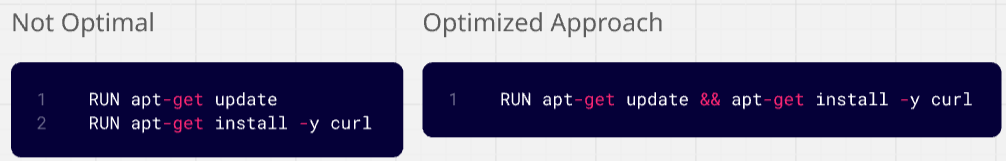 Not Optimal
1 RUN apt-get update
2 RUN apt-get install -y curl
Optimized Approach
1 RUN apt-get update && apt-get install -y curl